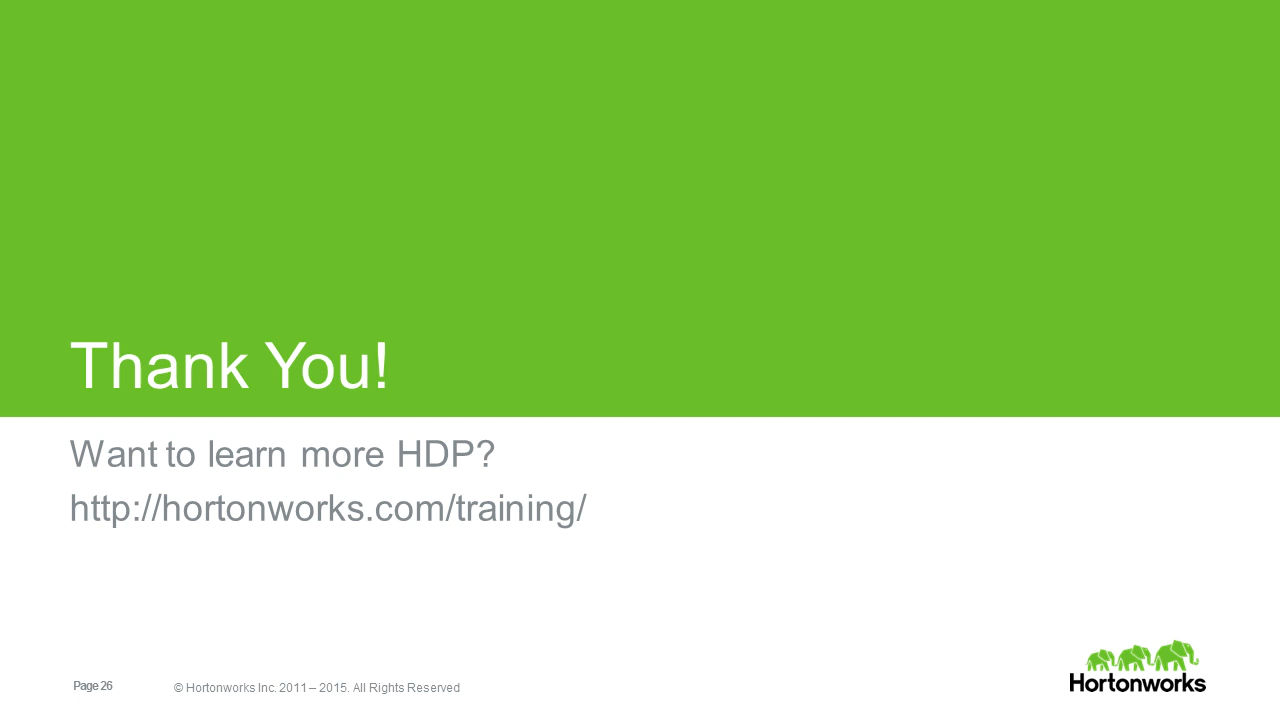 Thank You!
Want to learn more HDP?
http://hortonworks.com/training/
Page 26
© Hortonworks Inc. 2011 – 2015. All Rights Reserved
Hortonworks